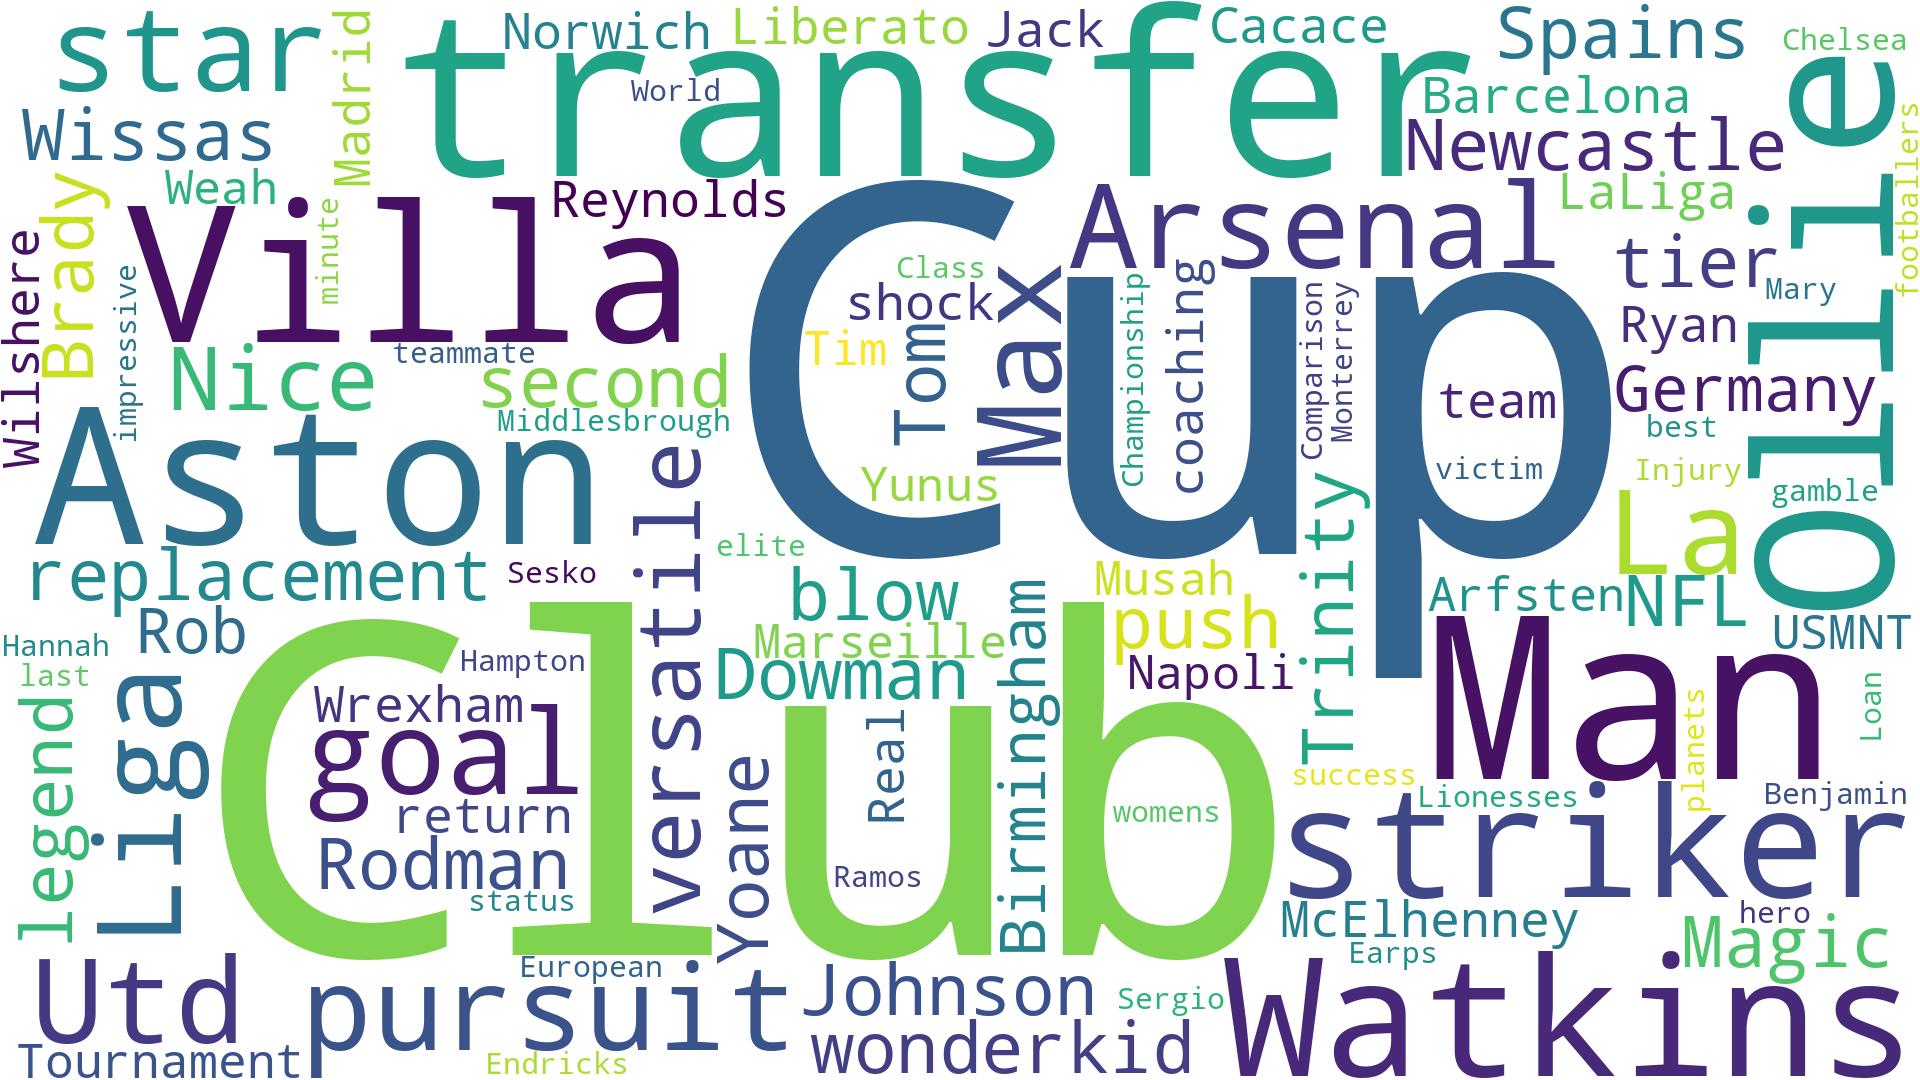 star
transfer
Norwich
Liberato
Jack
Cacace
Spains
Chelsea
Madrid
World
Barcelona
Ollie
footballers
Wissas
Newcastle
Weah
Villa
Reynolds
Cup
Arsenal
LaLiga
Brady
minute
Wilshere
impressive
Class
shock
Max
coaching
Championship
Comparison
Monterrey
tier
Mary
Ryan
Tim
Tom
Nice
teammate
second
Middlesbrough
team
Germany
best
Aston
versatile
Yunus
victim
Injury
gamble
Trinity
La
replacement
Sesko
elite
blow
Musah
push
Arfsten
NFL
Rob
Hannah
last
Hampton
Marseille
Dowman
Birmingham
Napoli
Man
USMNT
Loan
planets
legend
Liga
Club
Wrexham
goal
return
Rodman
status
Yoane
Real
Ramos
womens
success
Lionesses
Benjamin
striker
McElhenney
hero
Earps
Magic
Utd
European
pursuit
Johnson
Sergio
Watkins
wonderkid
Tournament
Endricks